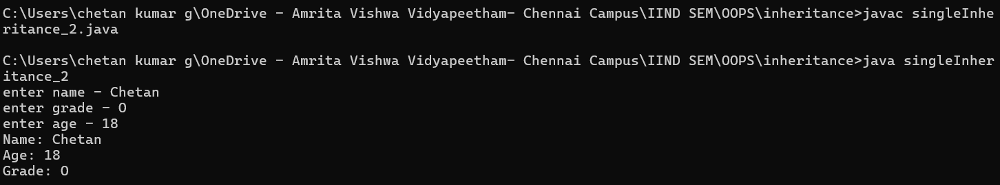 C:\Users\chetan kumar g\OneDrive - Amrita Vishwa Vidyapeetham- Chennai Campus\IIND SEM\OOPS\inheritance>javac singleInhe
ritance_2.java
C:\Users\chetan kumar g\OneDrive - Amrita Vishwa Vidyapeetham- Chennai Campus\IIND SEM\OOPS\inheritance>java singleInher
itance_2
enter name - Chetan
enter grade - O
enter age - 18
Name: Chetan
Age: 18
Grade: O